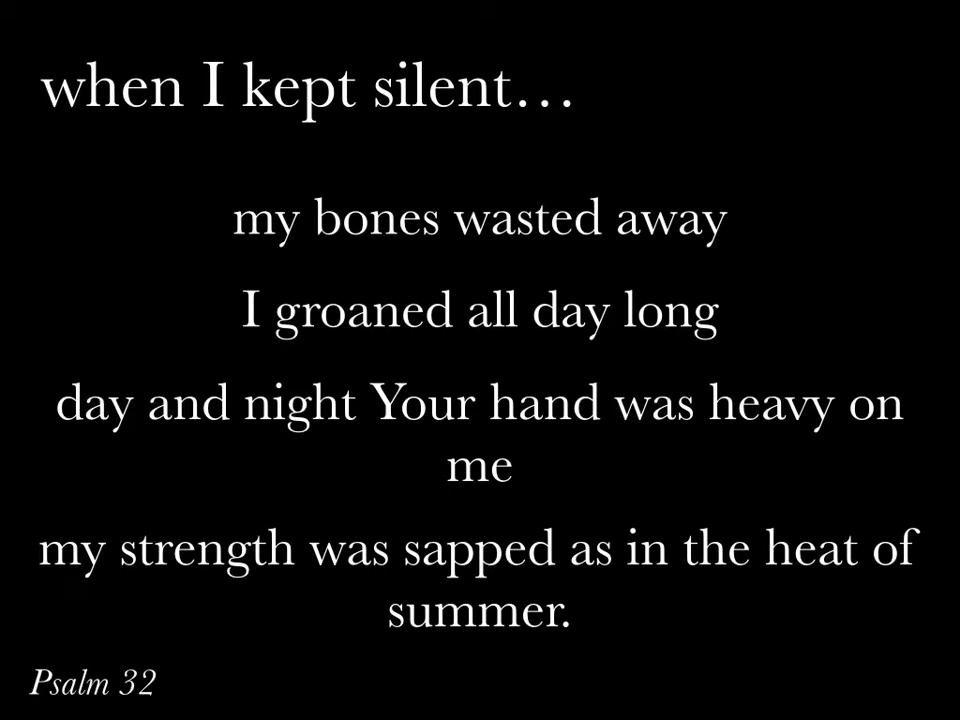 when I kept silent…
my bones wasted away
I groaned all day long
day and night Your hand was heavy on
me
my strength was sapped as in the heat of
summer.
Psalm 32